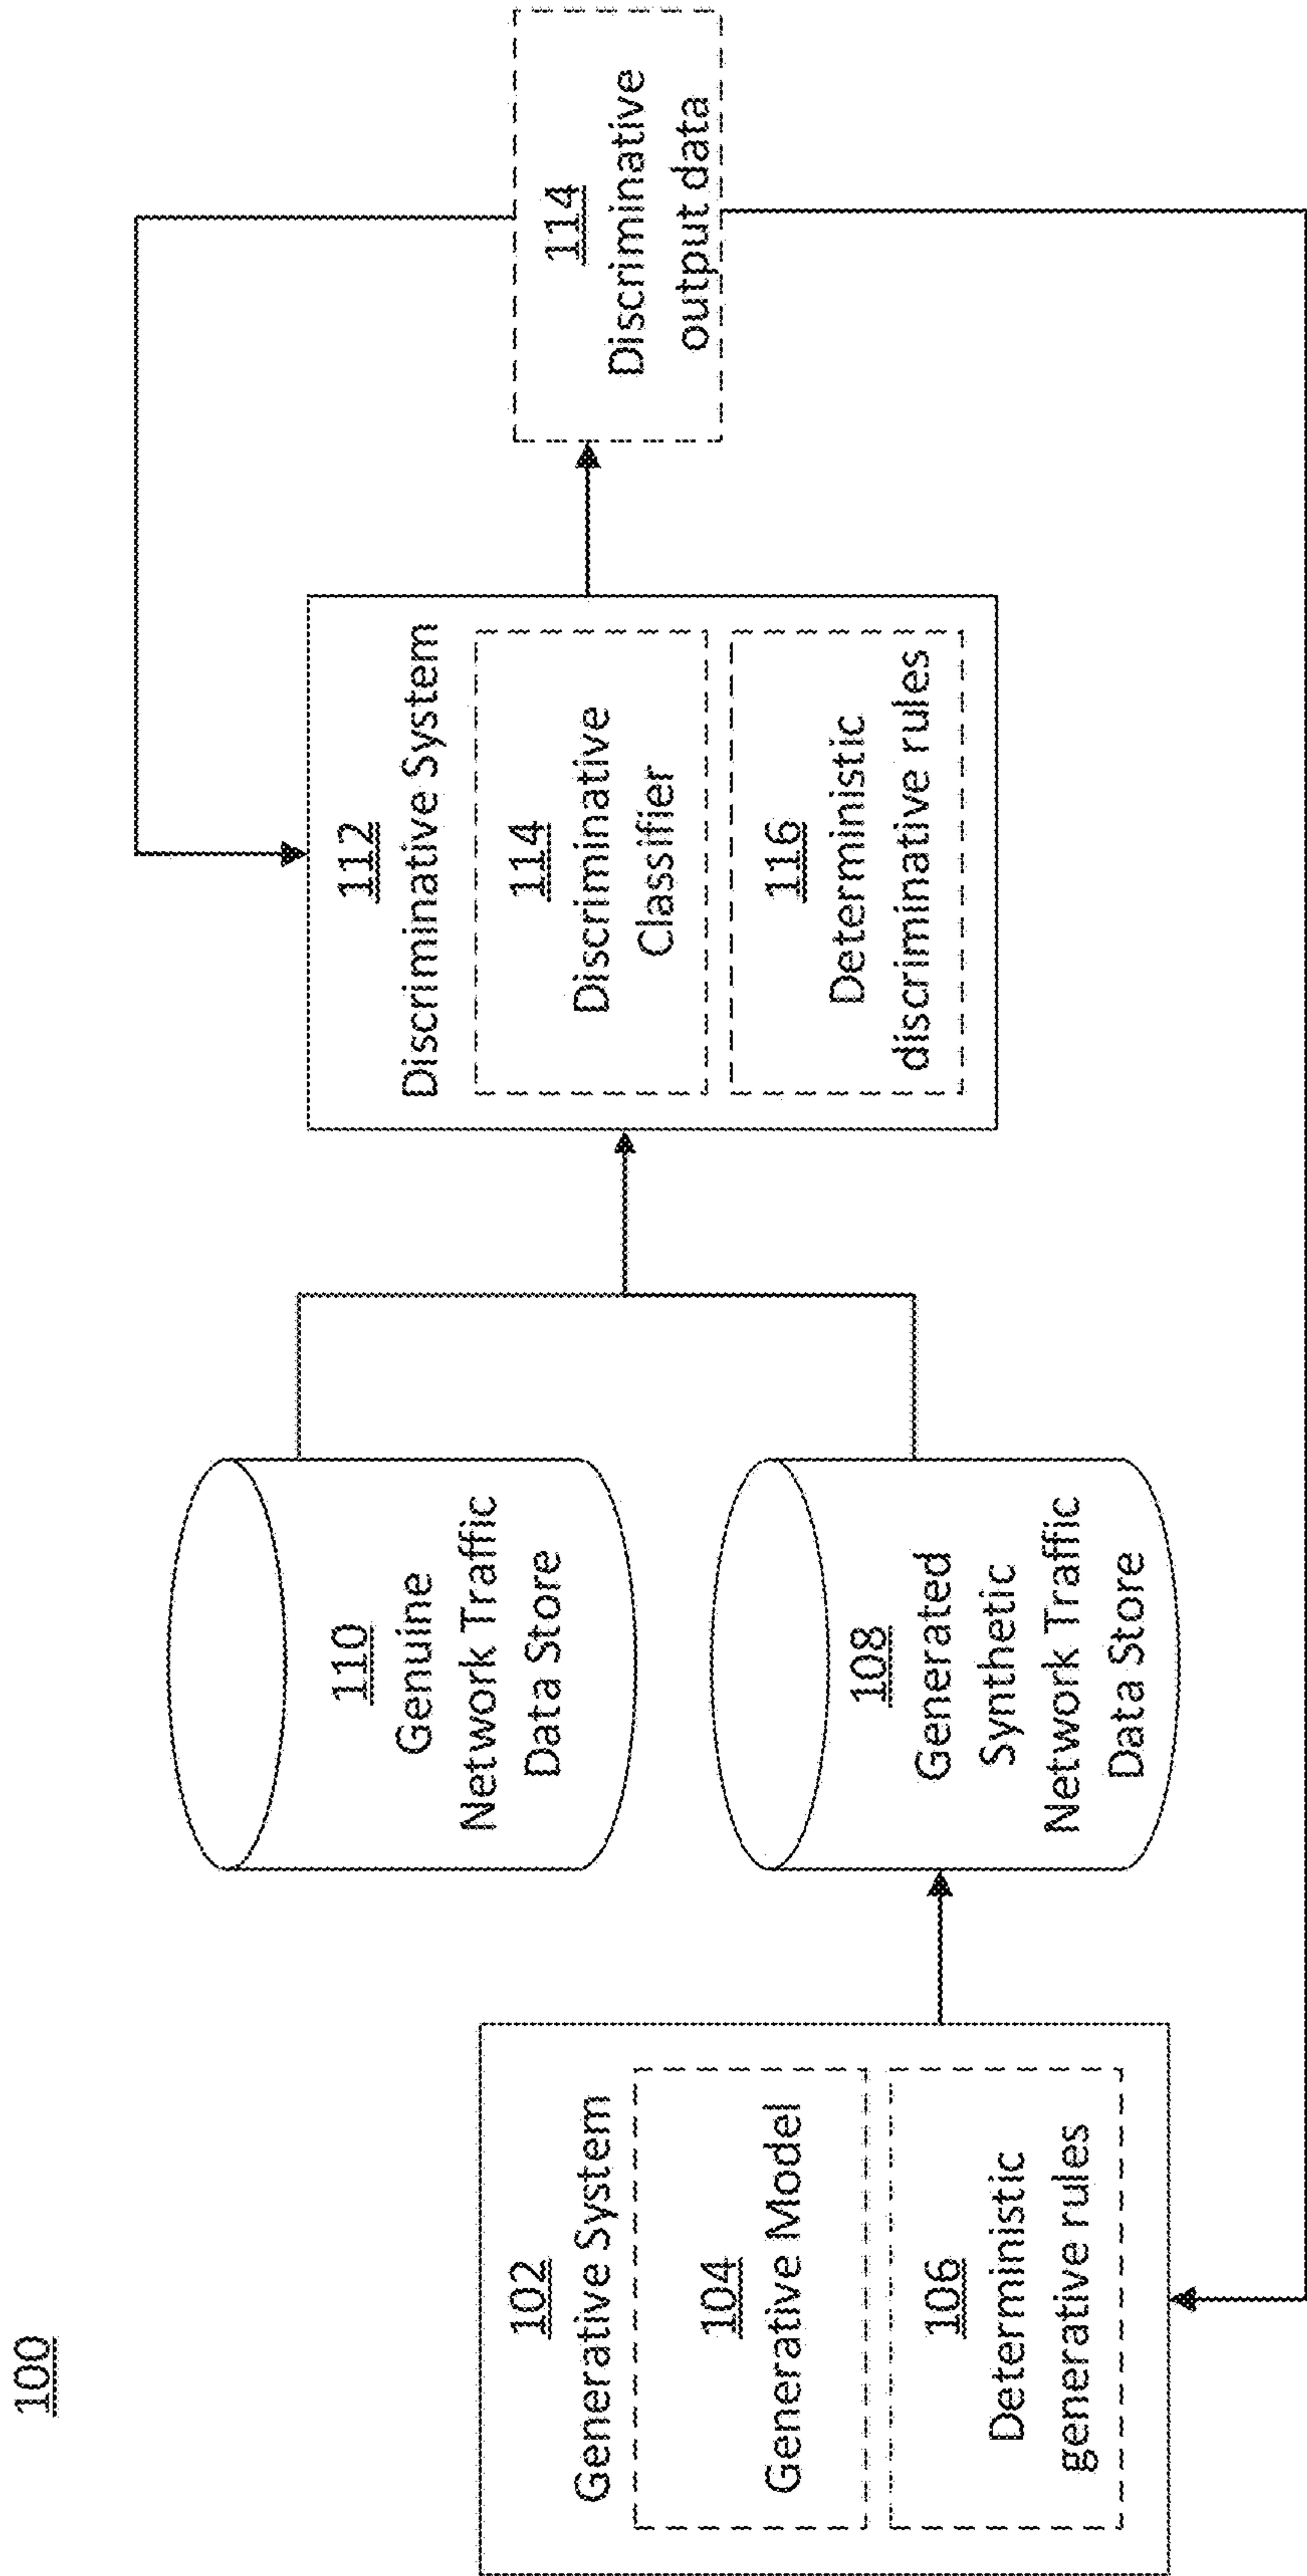 100
102
Generative System
104
Generative Model
106
Deterministic
generative rules
110
Genuine
Network Traffic
Data Store
108
Generated
Synthetic
Network Traffic
Data Store
112
Discriminative System
114
Discriminative
Classifier
116
Deterministic
discriminative rules
114
Discriminative
output data